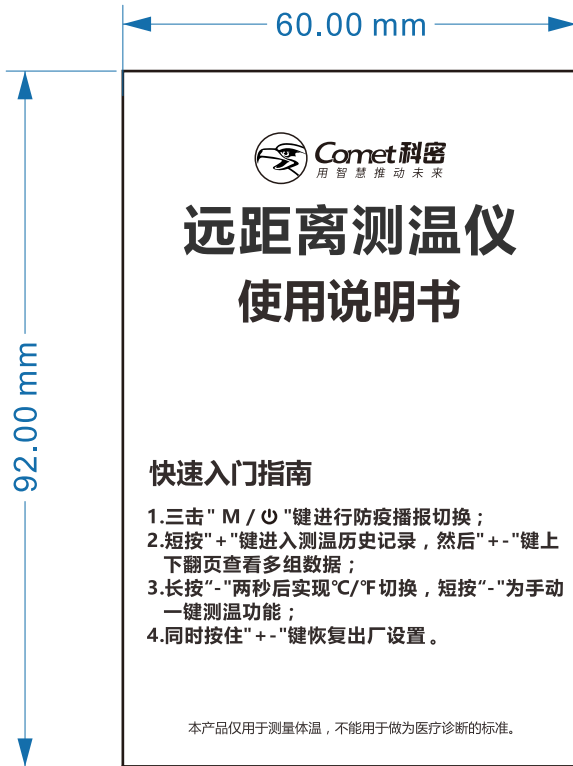 60.00 mm
92.00 mm
Comet科密
用智慧推动未来
远距离测温仪
使用说明书
快速入门指南
1.三击" M / ⏻ "键进行防疫播报切换；
2.短按"+"键进入测温历史记录，然后"+-"键上
下翻页查看多组数据；
3.长按“-"两秒后实现℃/℉切换，短按“-"为手动
一键测温功能；
4.同时按住"+-"键恢复出厂设置。
本产品仅用于测量体温，不能用于做为医疗诊断的标准。